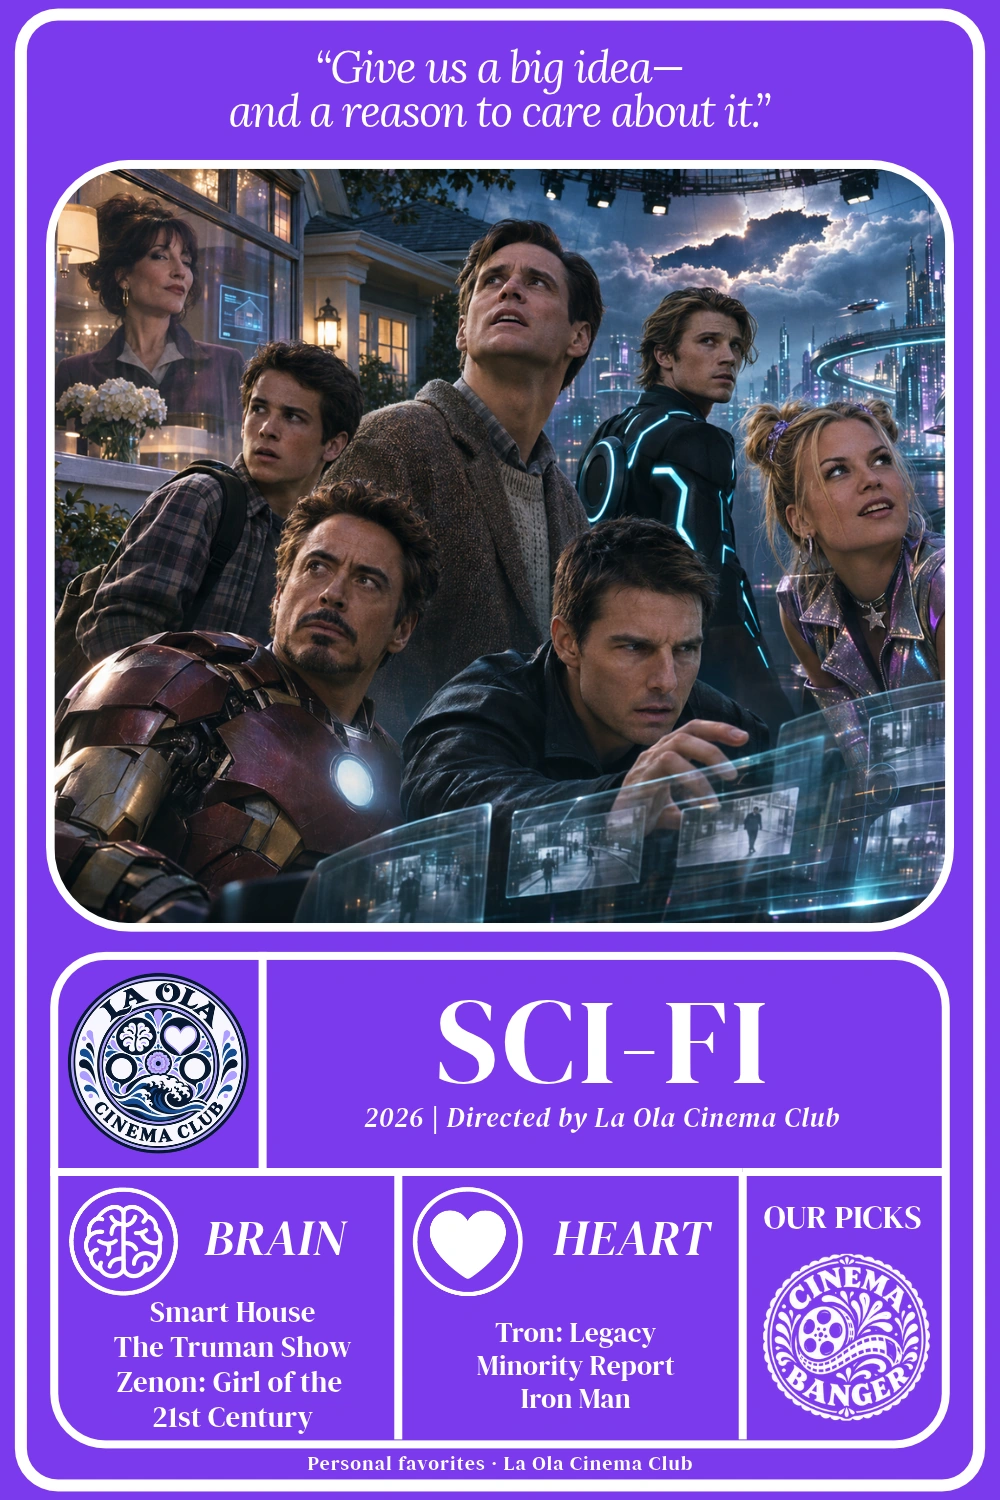 “Give us a big idea—
and a reason to care about it.”
LA OLA
CINEMA CLUB
SCI-FI
2026 | Directed by La Ola Cinema Club
BRAIN
Smart House
The Truman Show
Zenon: Girl of the
21st Century
HEART
Tron: Legacy
Minority Report
Iron Man
OUR PICKS
CINEMA
BANGER
Personal favorites · La Ola Cinema Club